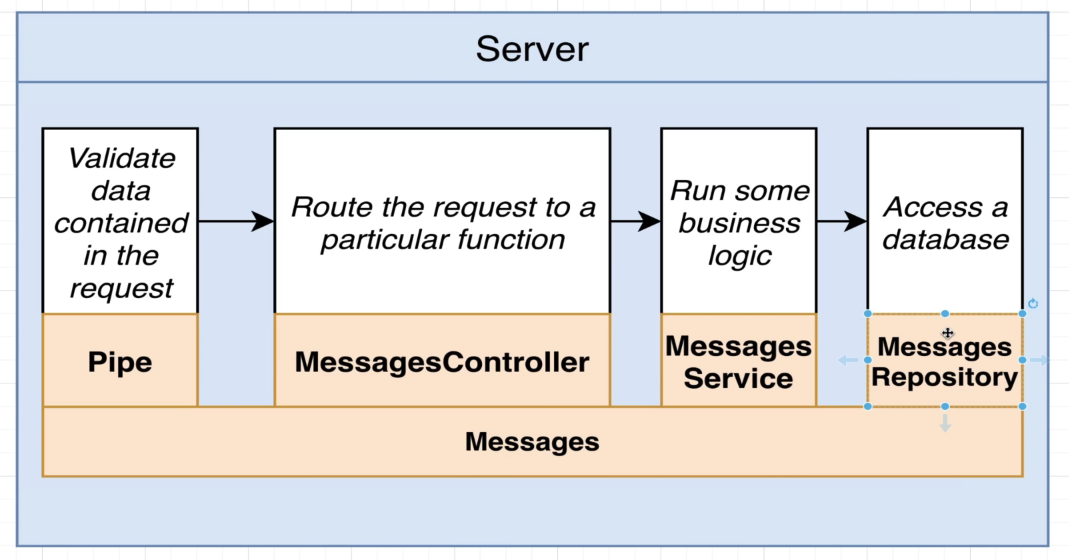 Server
Validate
data
contained
in the
request
Route the request to a
particular function
Run some
business
logic
Access a
database
Pipe
MessagesController
Messages
Service
Messages
Repository
Messages